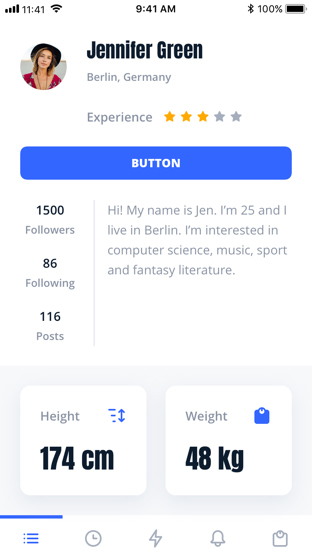 11:41
9:41 AM
100%
Jennifer Green
Berlin, Germany
Experience
BUTTON
1500
Followers
86
Following
116
Posts
Hi! My name is Jen. I'm 25 and I
live in Berlin. I'm interested in
computer science, music, sport
and fantasy literature.
Height
174 cm
Weight
48 kg